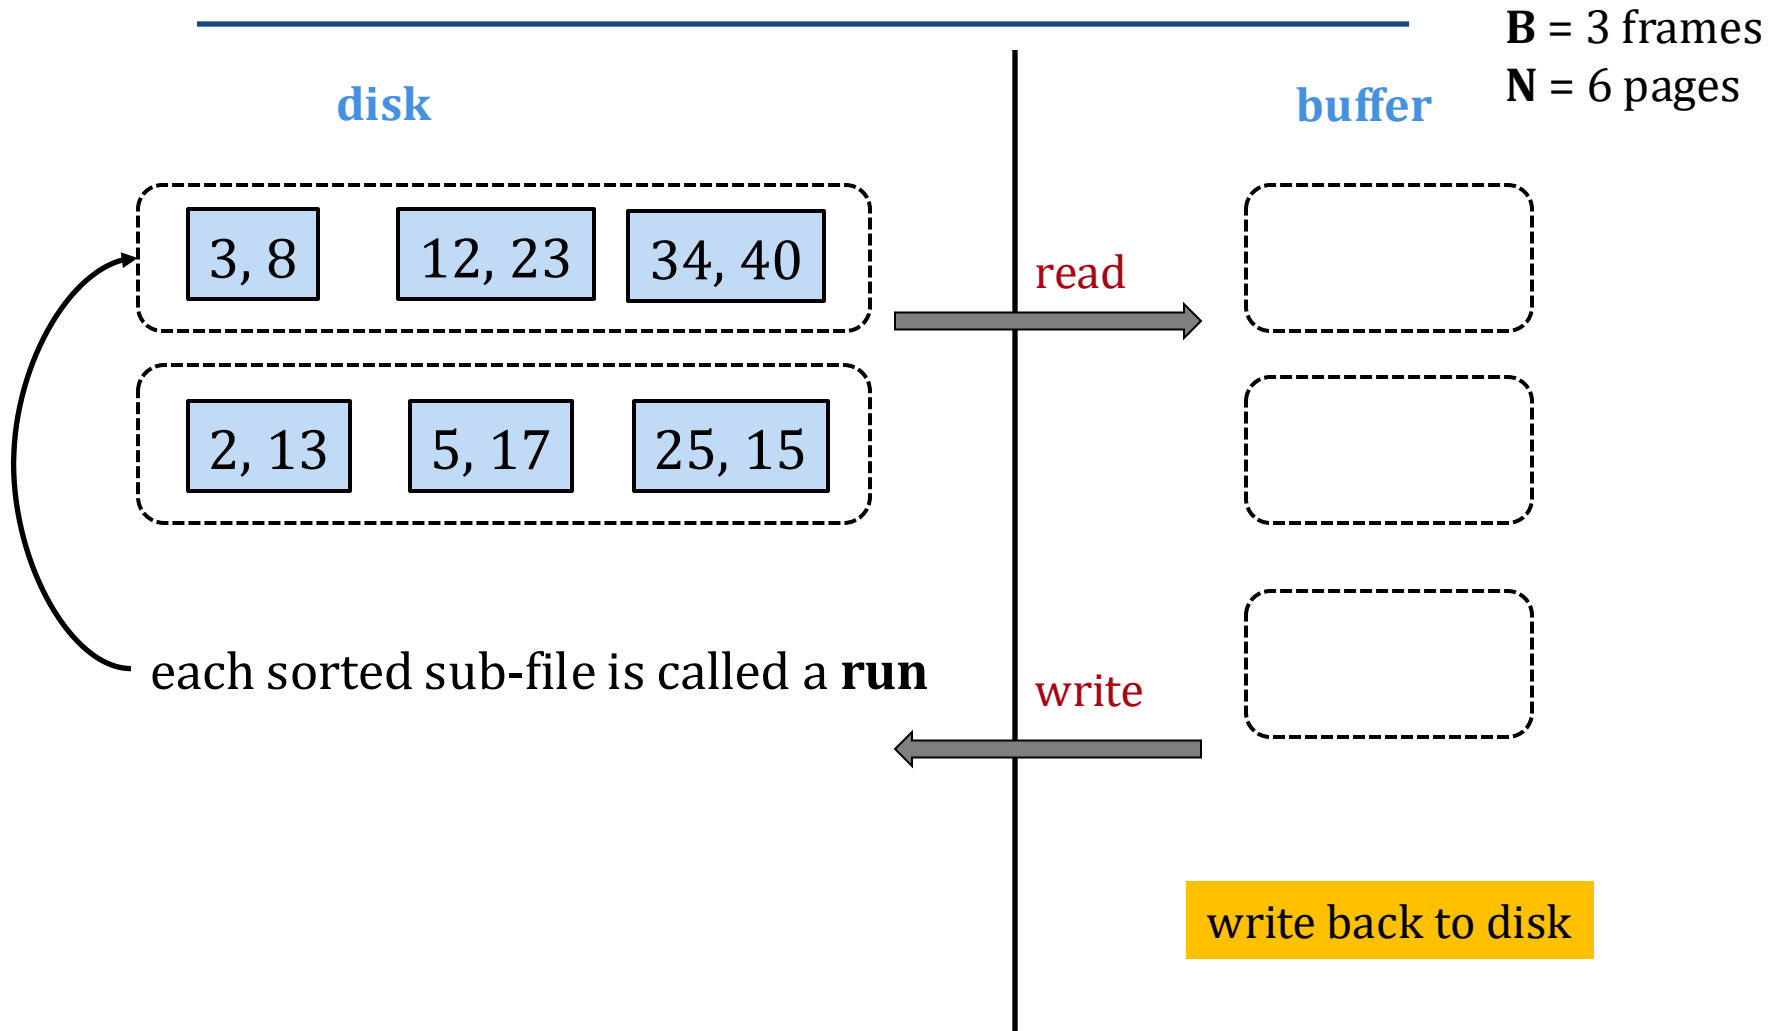 B = 3 frames
N = 6 pages
disk
buffer
3, 8
12, 23
34, 40
read
2, 13
5, 17
25, 15
each sorted sub-file is called a run
write
write back to disk